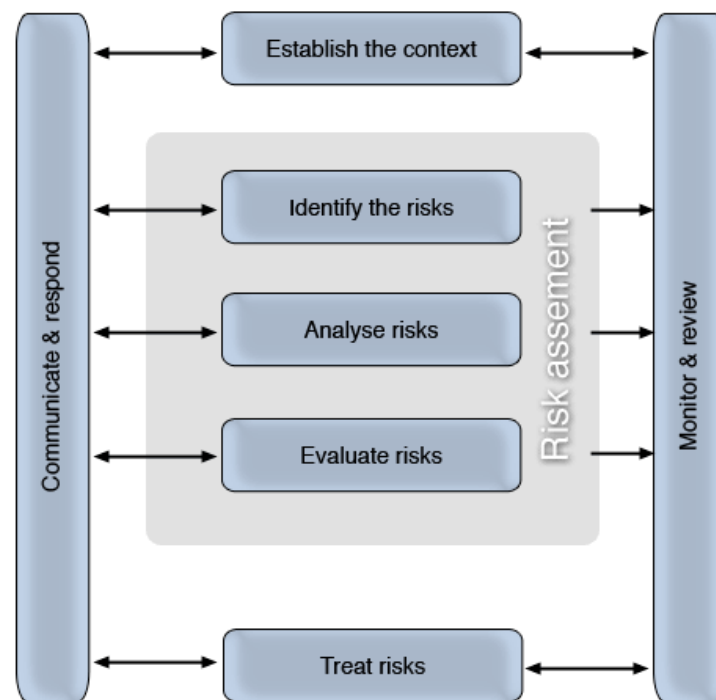 Establish the context
Communicate & respond
Identify the risks
Analyse risks
Evaluate risks
Risk assement
Monitor & review
Treat risks